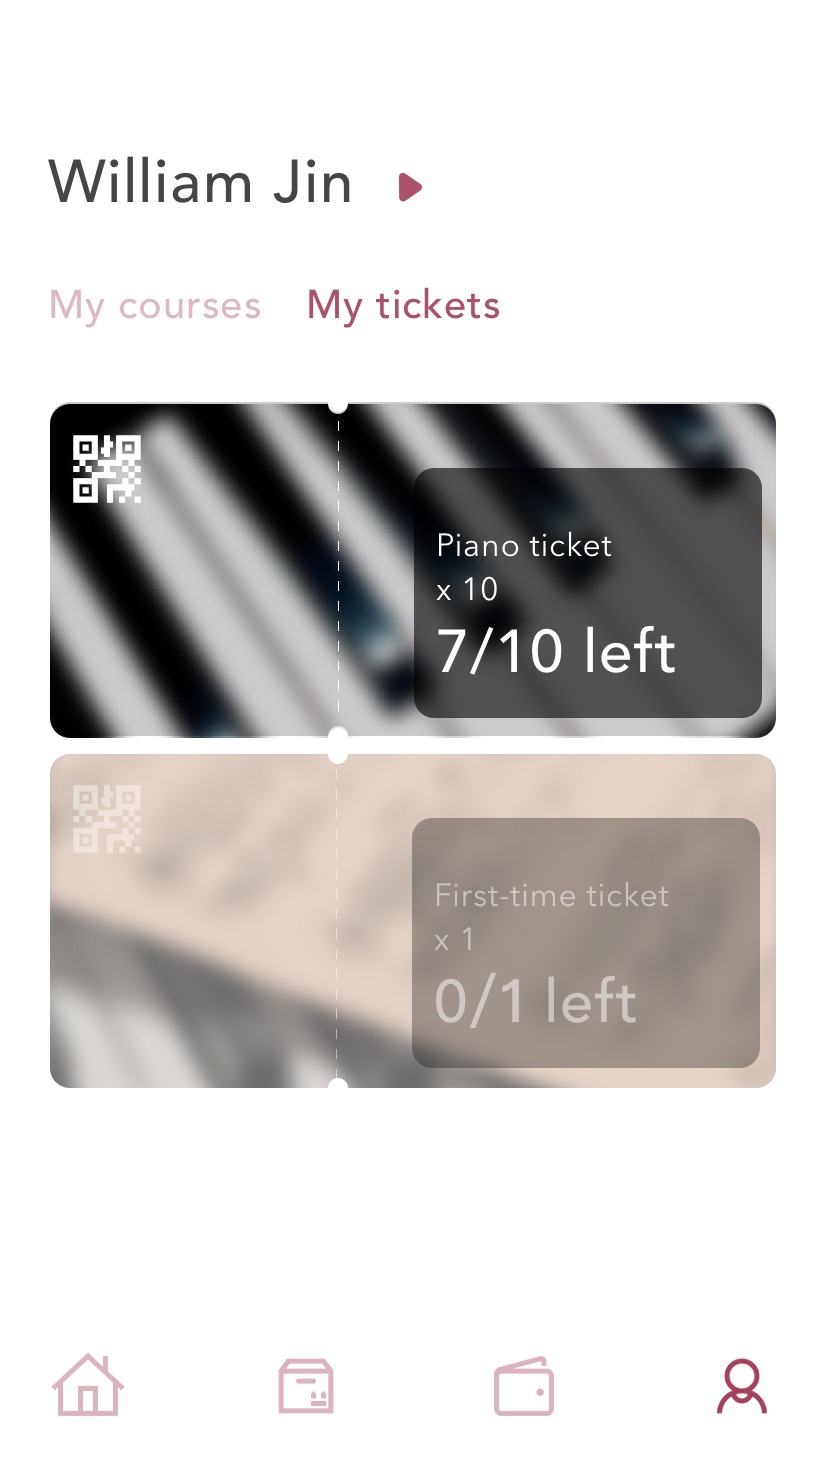 William Jin
My courses My tickets
Piano ticket
x 10
7/10 left
First-time ticket
x 1
0/1 left